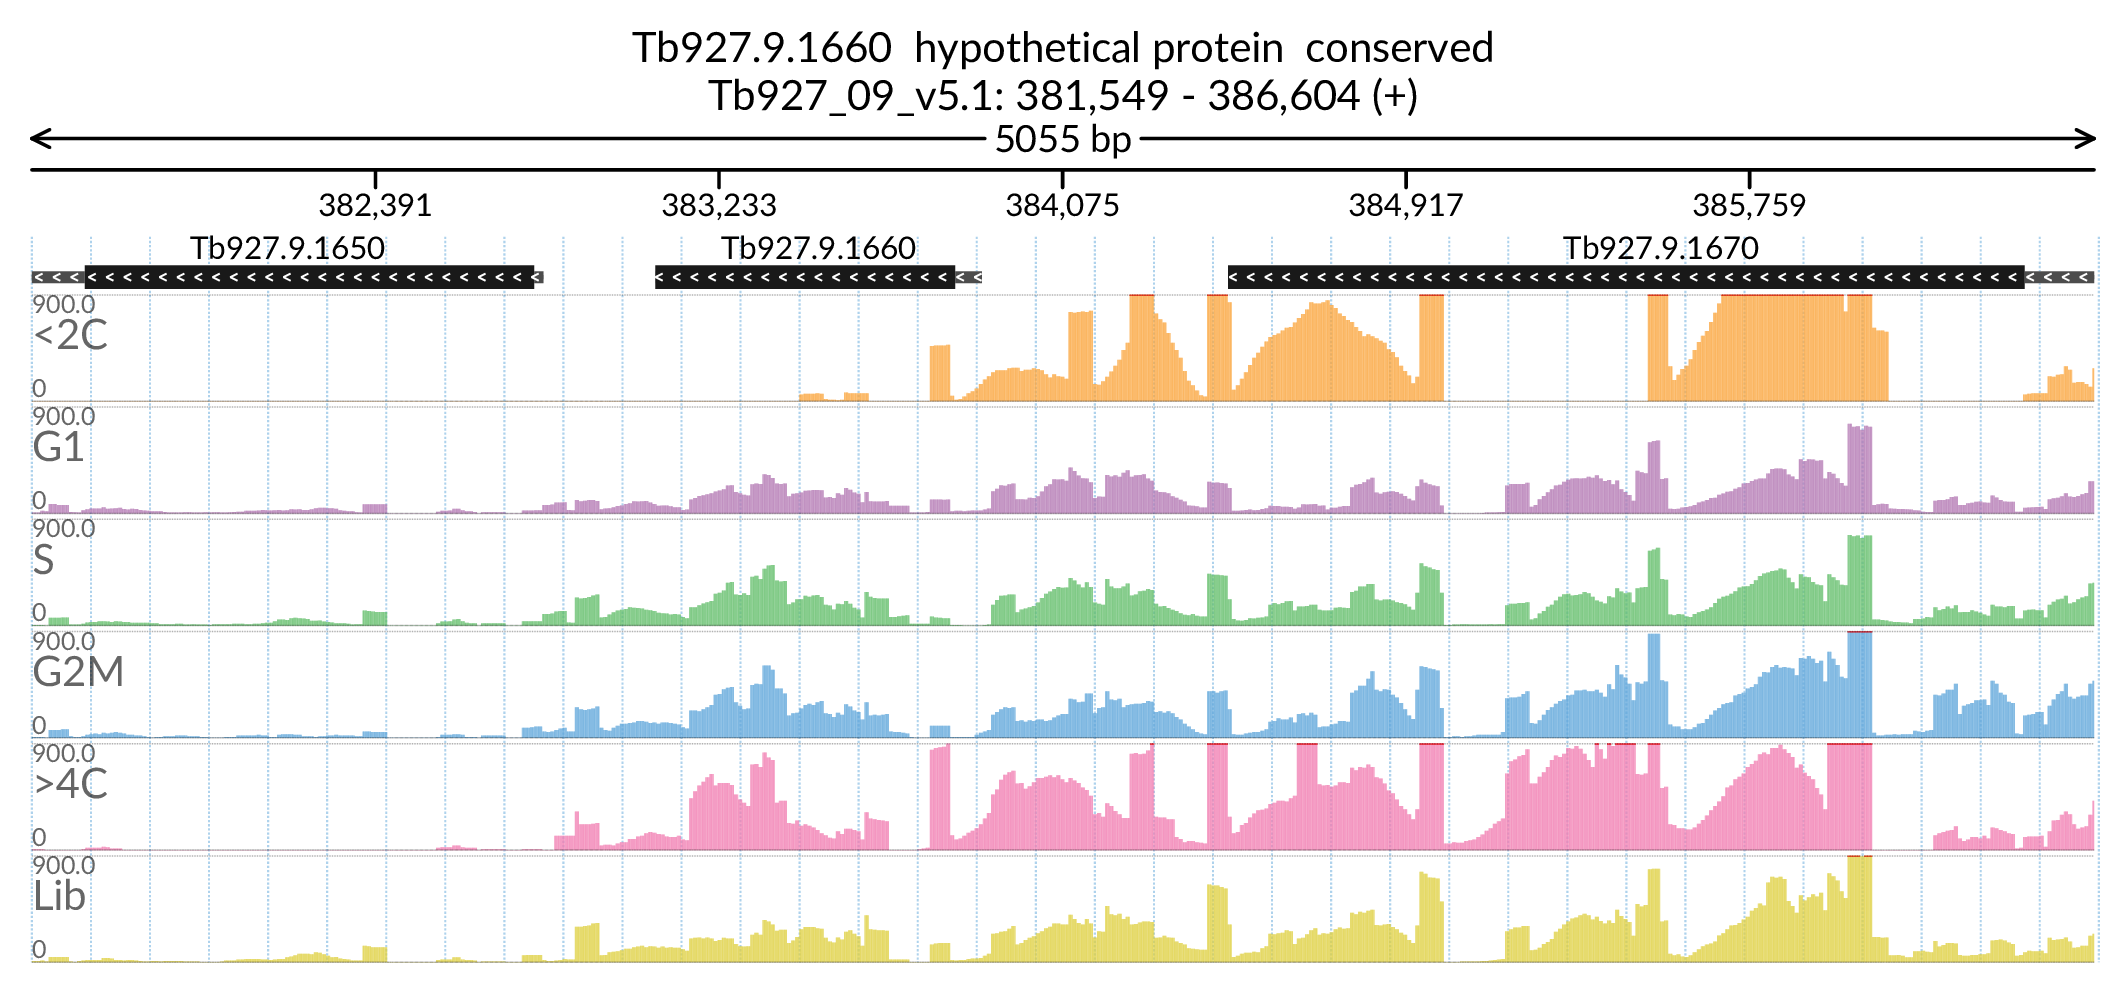 Tb927.9.1660 hypothetical protein conserved
Tb927_09_v5.1: 381,549 - 386,604 (+)
5055 bp
382,391 383,233 384,075 384,917 385,759
Tb927.9.1650 Tb927.9.1660 Tb927.9.1670
900.0
<2C
0
900.0
G1
0
900.0
S
0
900.0
G2M
0
900.0
>4C
0
900.0
Lib
0